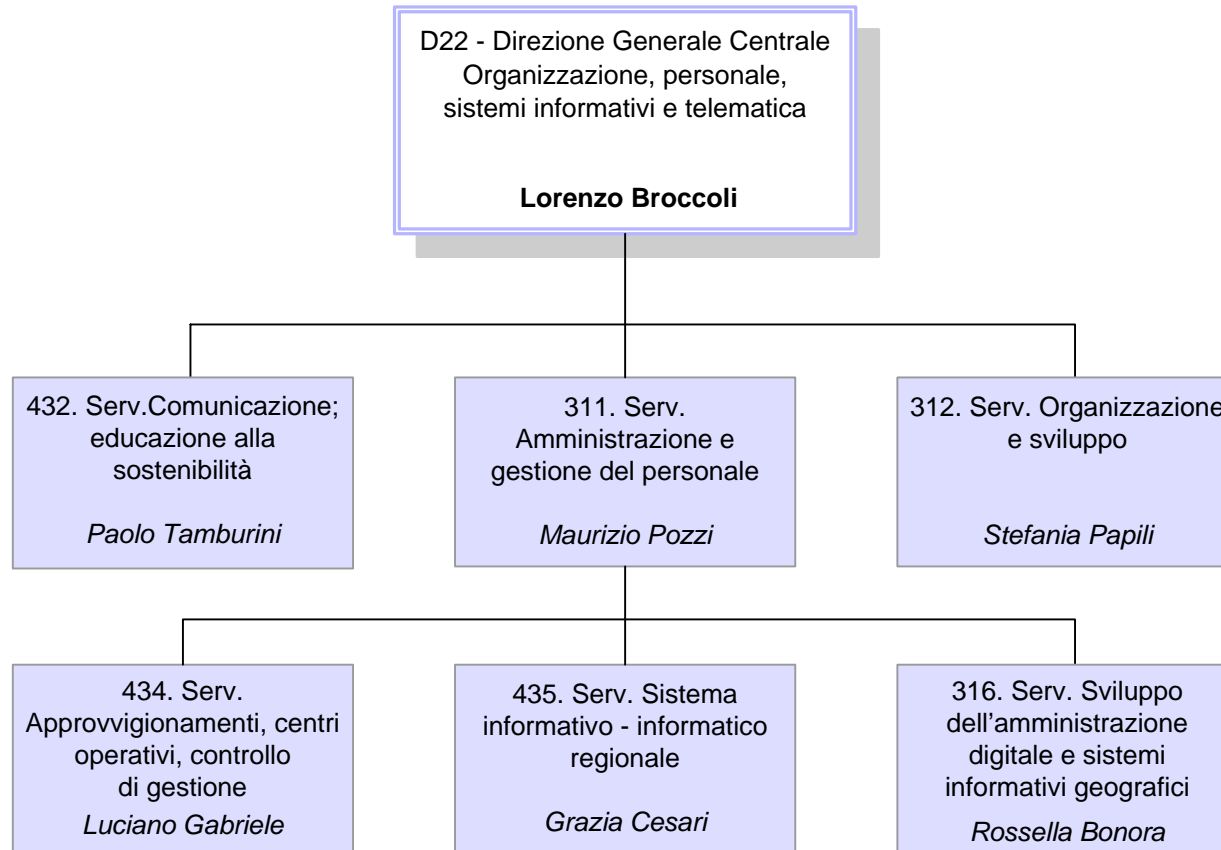 D22 - Direzione Generale Centrale
Organizzazione, personale,
sistemi informativi e telematica
Lorenzo Broccoli
432. Serv.Comunicazione;
educazione alla
sostenibilità
Paolo Tamburini
311. Serv.
Amministrazione e
gestione del personale
Maurizio Pozzi
312. Serv. Organizzazione
e sviluppo
Stefania Papili
434. Serv.
Approvvigionamenti, centri
operativi, controllo
di gestione
Luciano Gabriele
435. Serv. Sistema
informativo - informatico
regionale
Grazia Cesari
316. Serv. Sviluppo
dell’amministrazione
digitale e sistemi
informativi geografici
Rossella Bonora